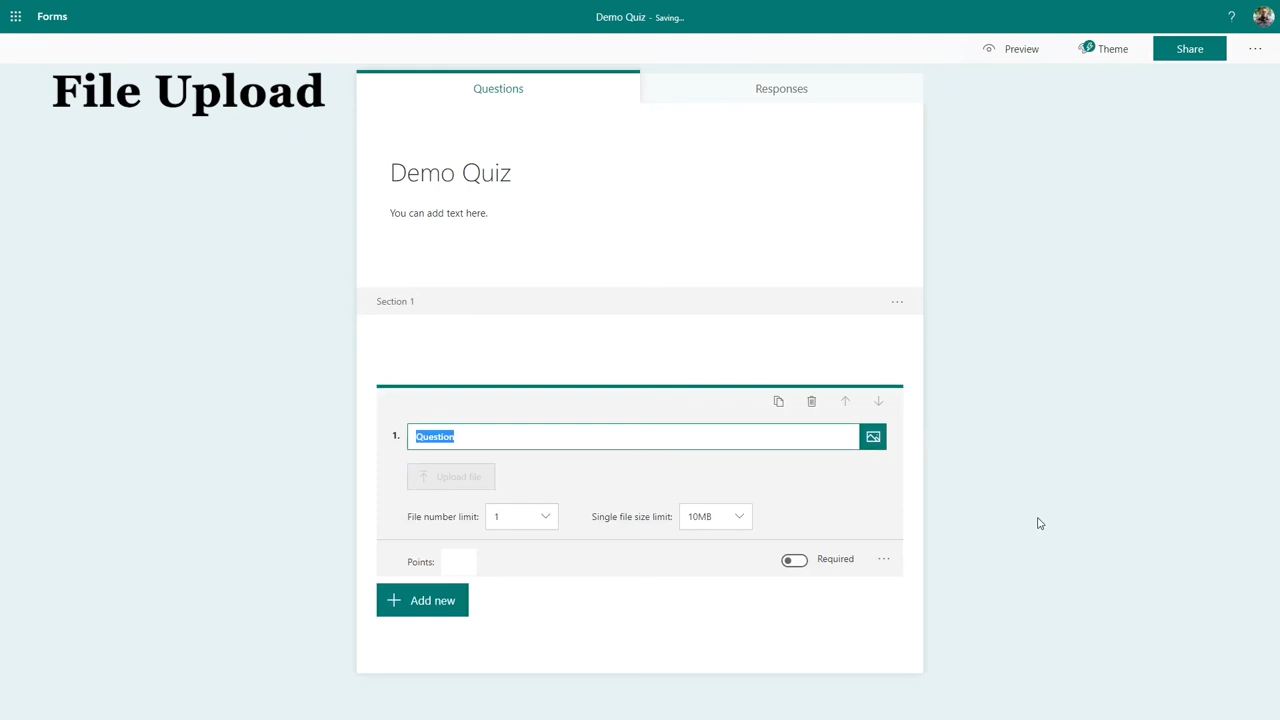 Forms
Demo Quiz - Saving...
?
Preview
Theme
Share
File Upload
Questions
Responses
Demo Quiz
You can add text here.
Section 1
1.
Question
Upload file
File number limit: 1
Single file size limit: 10MB
Points:
Required
Add new